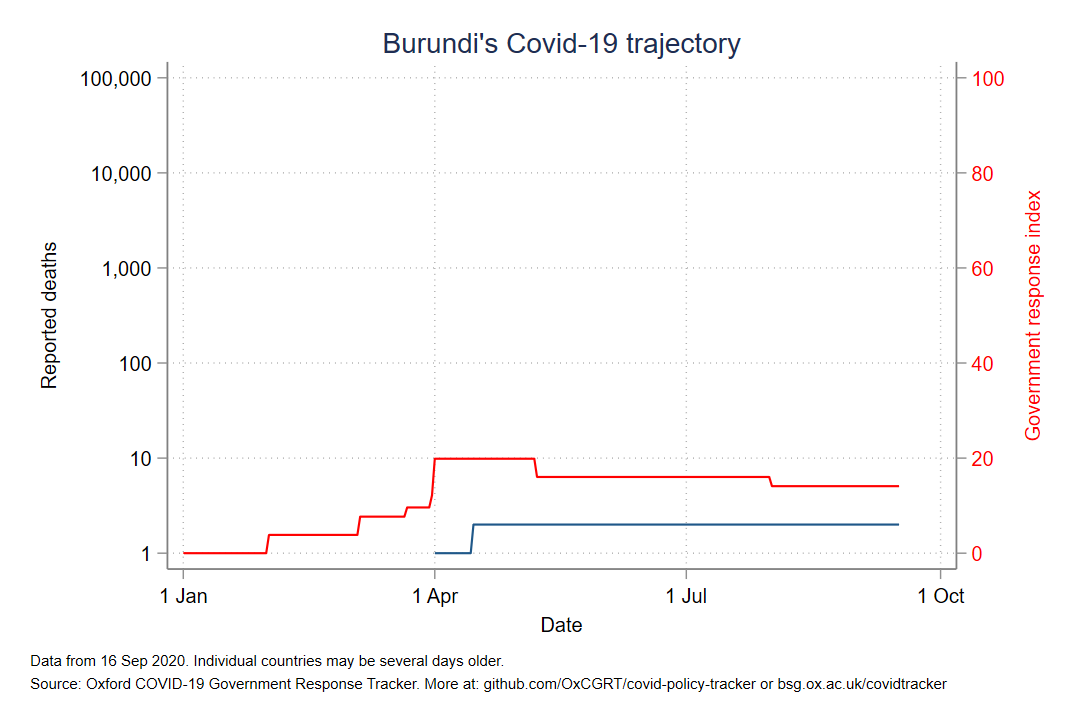 Burundi's Covid-19 trajectory
100,000
10,000
1,000
100
10
1
Reported deaths
100
80
60
40
20
0
Government response index
1 Jan 1 Apr 1 Jul 1 Oct
Date
Data from 16 Sep 2020. Individual countries may be several days older.
Source: Oxford COVID-19 Government Response Tracker. More at: github.com/OxCGRT/covid-policy-tracker or bsg.ox.ac.uk/covidtracker